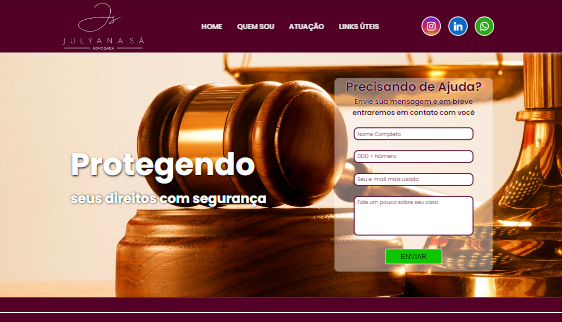 Js
JULYANASÁ
ADVOGADA
HOME QUEM SOU ATUAÇÃO LINKS ÚTEIS
Precisando de Ajuda?
Envie sua mensagem e em breve
entraremos em contato com você
Nome Completo
DDD + Número
Seu e-mail mais usado
Fale um pouco sobre seu caso
ENVIAR
Protegendo
seus direitos com segurança